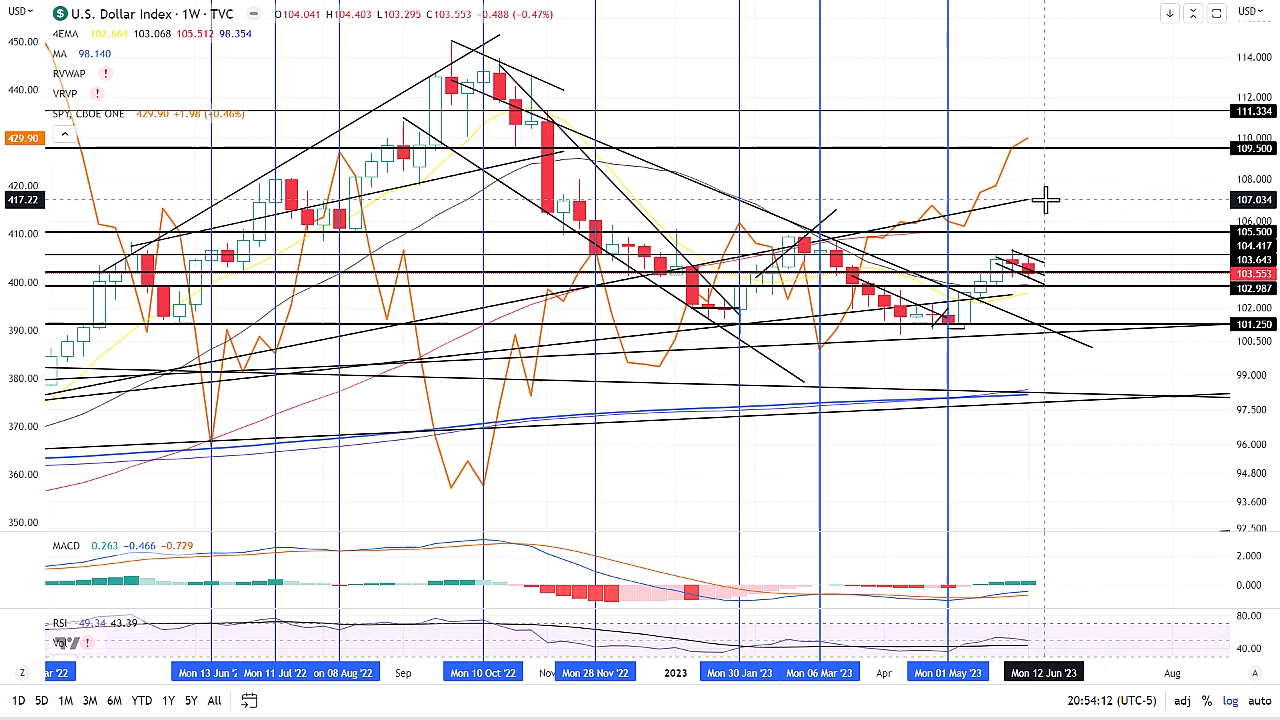 USD
U.S. Dollar Index · 1W · TVC
O104.041 H104.403 L103.295 C103.553 −0.488 (−0.47%)
USD
4EMA 102.664 103.068 105.512 98.354
MA 98.140
RVWAP !
VRVP !
SPY, CBOE ONE 429.90 +1.98 (+0.46%)
450.00
440.00
429.90
420.00
417.22
410.00
400.00
390.00
380.00
370.00
360.00
350.00
114.000
112.000
111.334
110.000
109.500
108.000
107.034
106.000
105.500
104.417
103.643
103.553
102.987
102.000
101.250
100.500
99.000
97.500
96.000
94.800
93.600
92.500
MACD 0.263 −0.466 −0.729
2.000
0.000
RSI 49.34 43.39
80.00
40.00
Z
ar '22
Mon 13 Jun '2
Mon 11 Jul '22
on 08 Aug '22
Sep
Mon 10 Oct '22
Nov
Mon 28 Nov '22
2023
Mon 30 Jan '23
Mon 06 Mar '23
Apr
Mon 01 May '23
Mon 12 Jun '23
Aug
A
1D 5D 1M 3M 6M YTD 1Y 5Y All
20:54:12 (UTC-5) adj % log auto